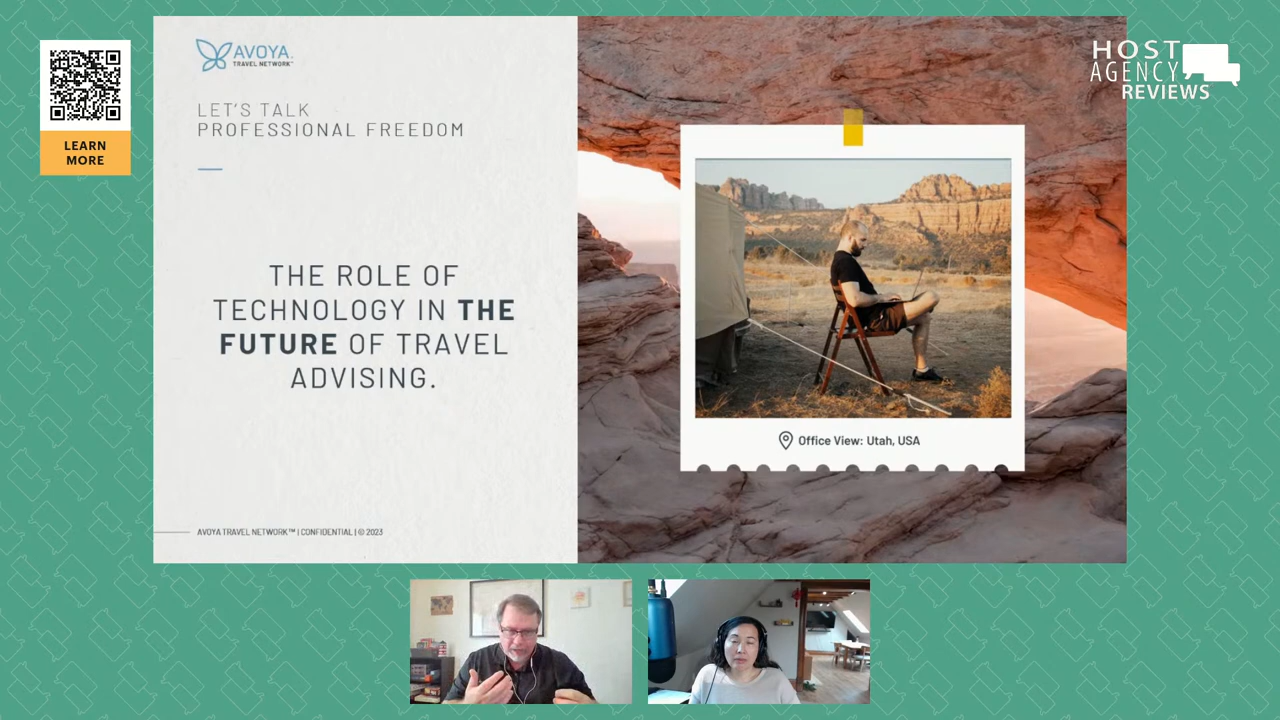 LEARN
MORE
AVOYA.
TRAVEL NETWORK™
LET'S TALK
PROFESSIONAL FREEDOM
THE ROLE OF
TECHNOLOGY IN THE
FUTURE OF TRAVEL
ADVISING.
AVOYA TRAVEL NETWORK™ | CONFIDENTIAL | © 2023
Office View: Utah, USA
HOST
AGENCY
REVIEWS